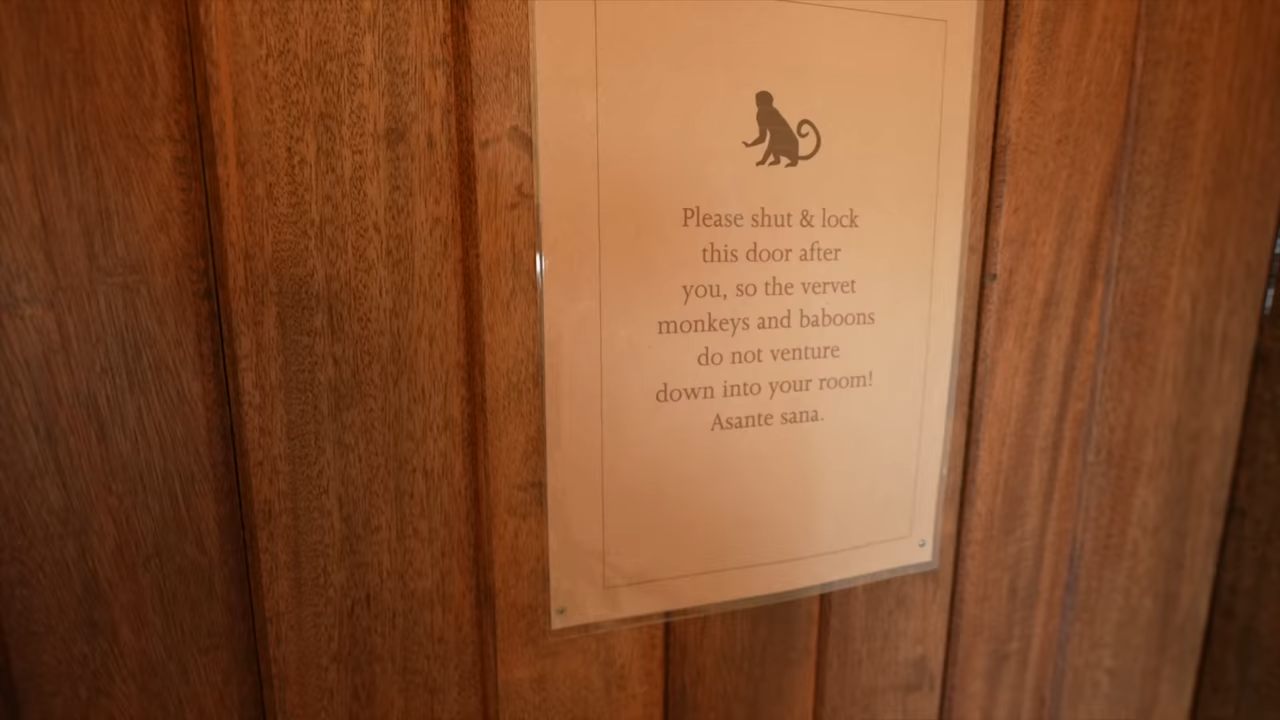 Please shut & lock
this door after
you, so the vervet
monkeys and baboons
do not venture
down into your room!
Asante sana.